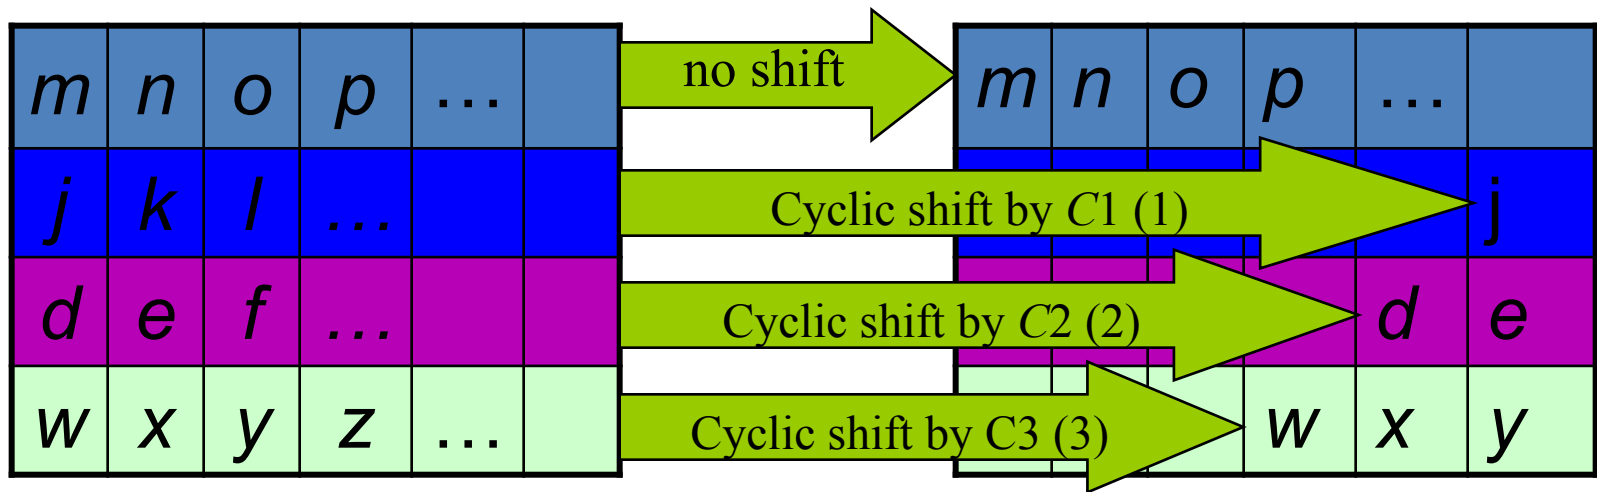 m n o p … no shift m n o p …
j k l … Cyclic shift by C1 (1) j
d e f … Cyclic shift by C2 (2) d e
w x y z … Cyclic shift by C3 (3) w x y